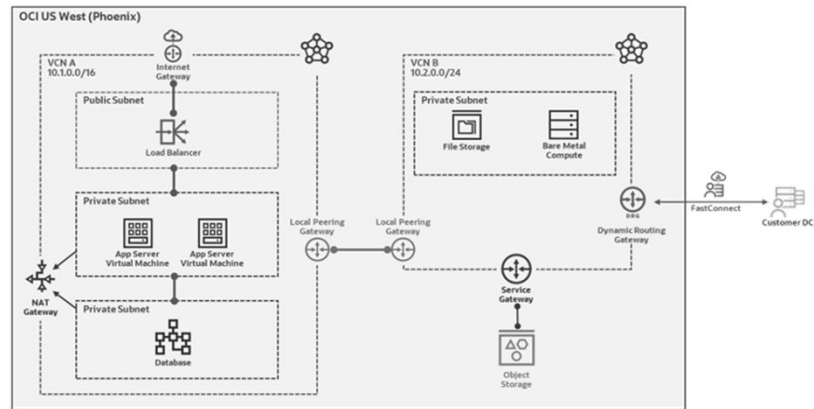 OCI US West (Phoenix)
VCN A
10.1.0.0/16
Internet
Gateway
Public Subnet
Load Balancer
Private Subnet
App Server
Virtual Machine
App Server
Virtual Machine
NAT
Gateway
Private Subnet
Database
Local Peering
Gateway
Local Peering
Gateway
VCN B
10.2.0.0/24
Private Subnet
File Storage
Bare Metal
Compute
DRG
Dynamic Routing
Gateway
FastConnect
Customer DC
Service
Gateway
Object
Storage